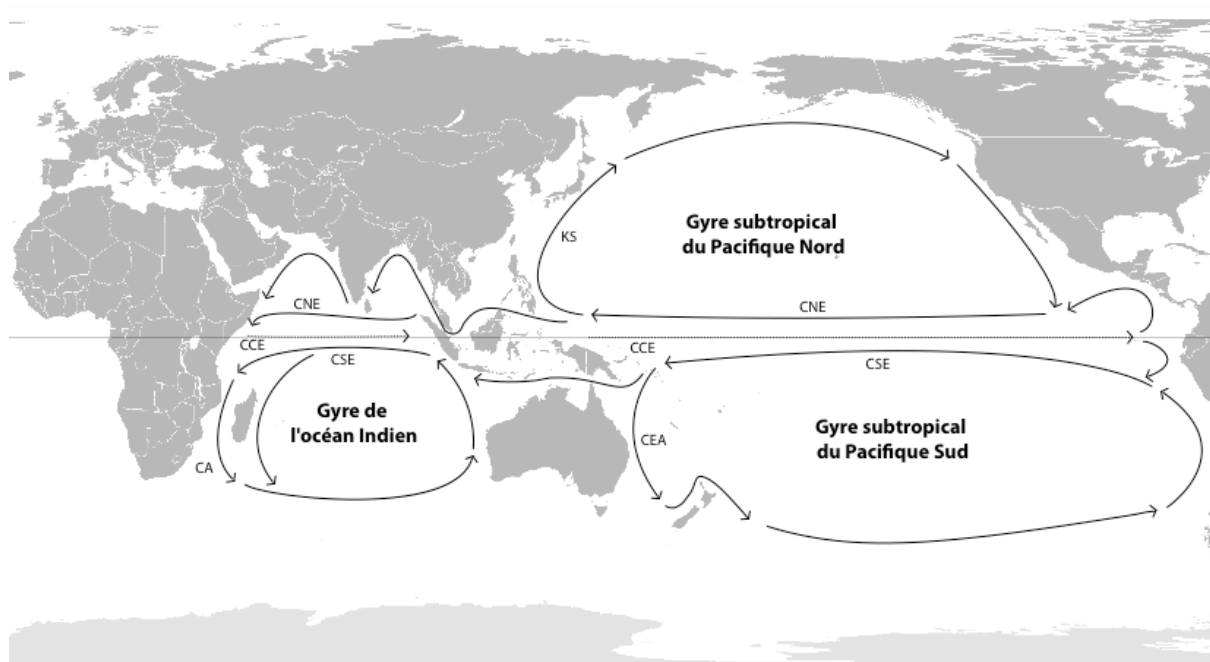 Gyre subtropical
du Pacifique Nord
KS
CNE
CNE
CCE
CSE
CCE
CSE
Gyre de
l'océan Indien
Gyre subtropical
du Pacifique Sud
CEA
CA